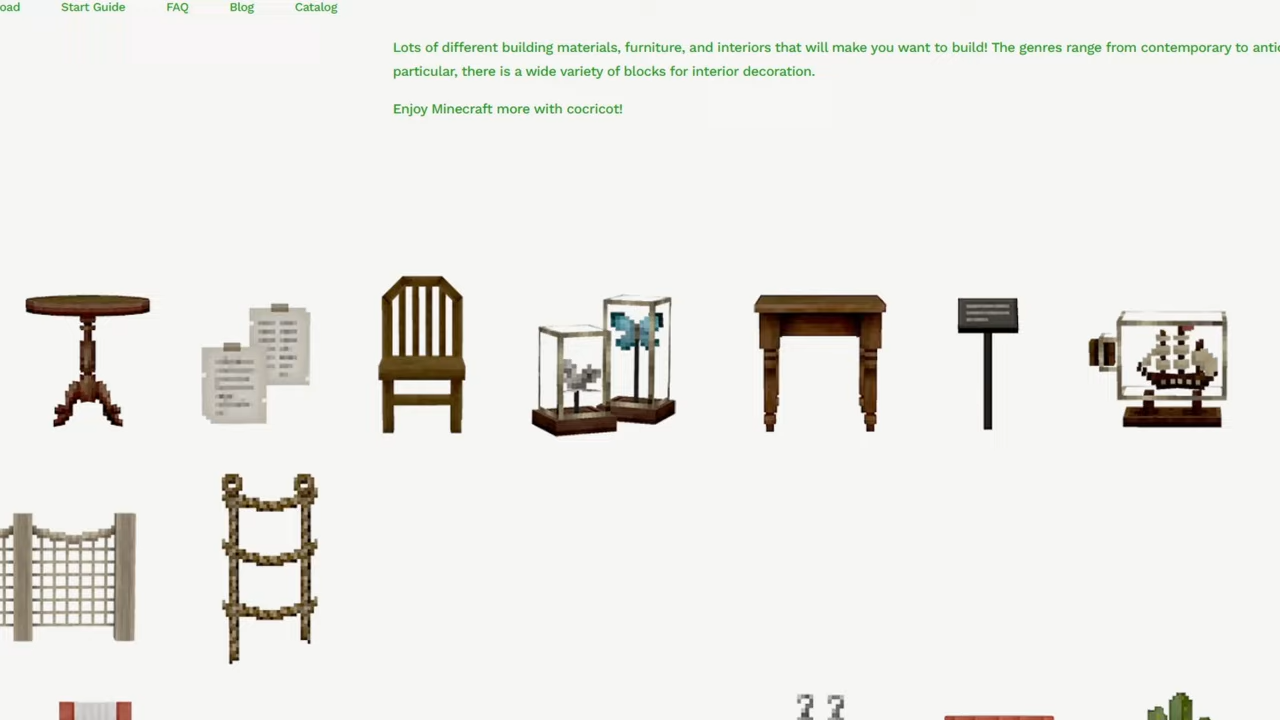 oad Start Guide FAQ Blog Catalog
Lots of different building materials, furniture, and interiors that will make you want to build! The genres range from contemporary to antic
particular, there is a wide variety of blocks for interior decoration.
Enjoy Minecraft more with cocricot!
? ?